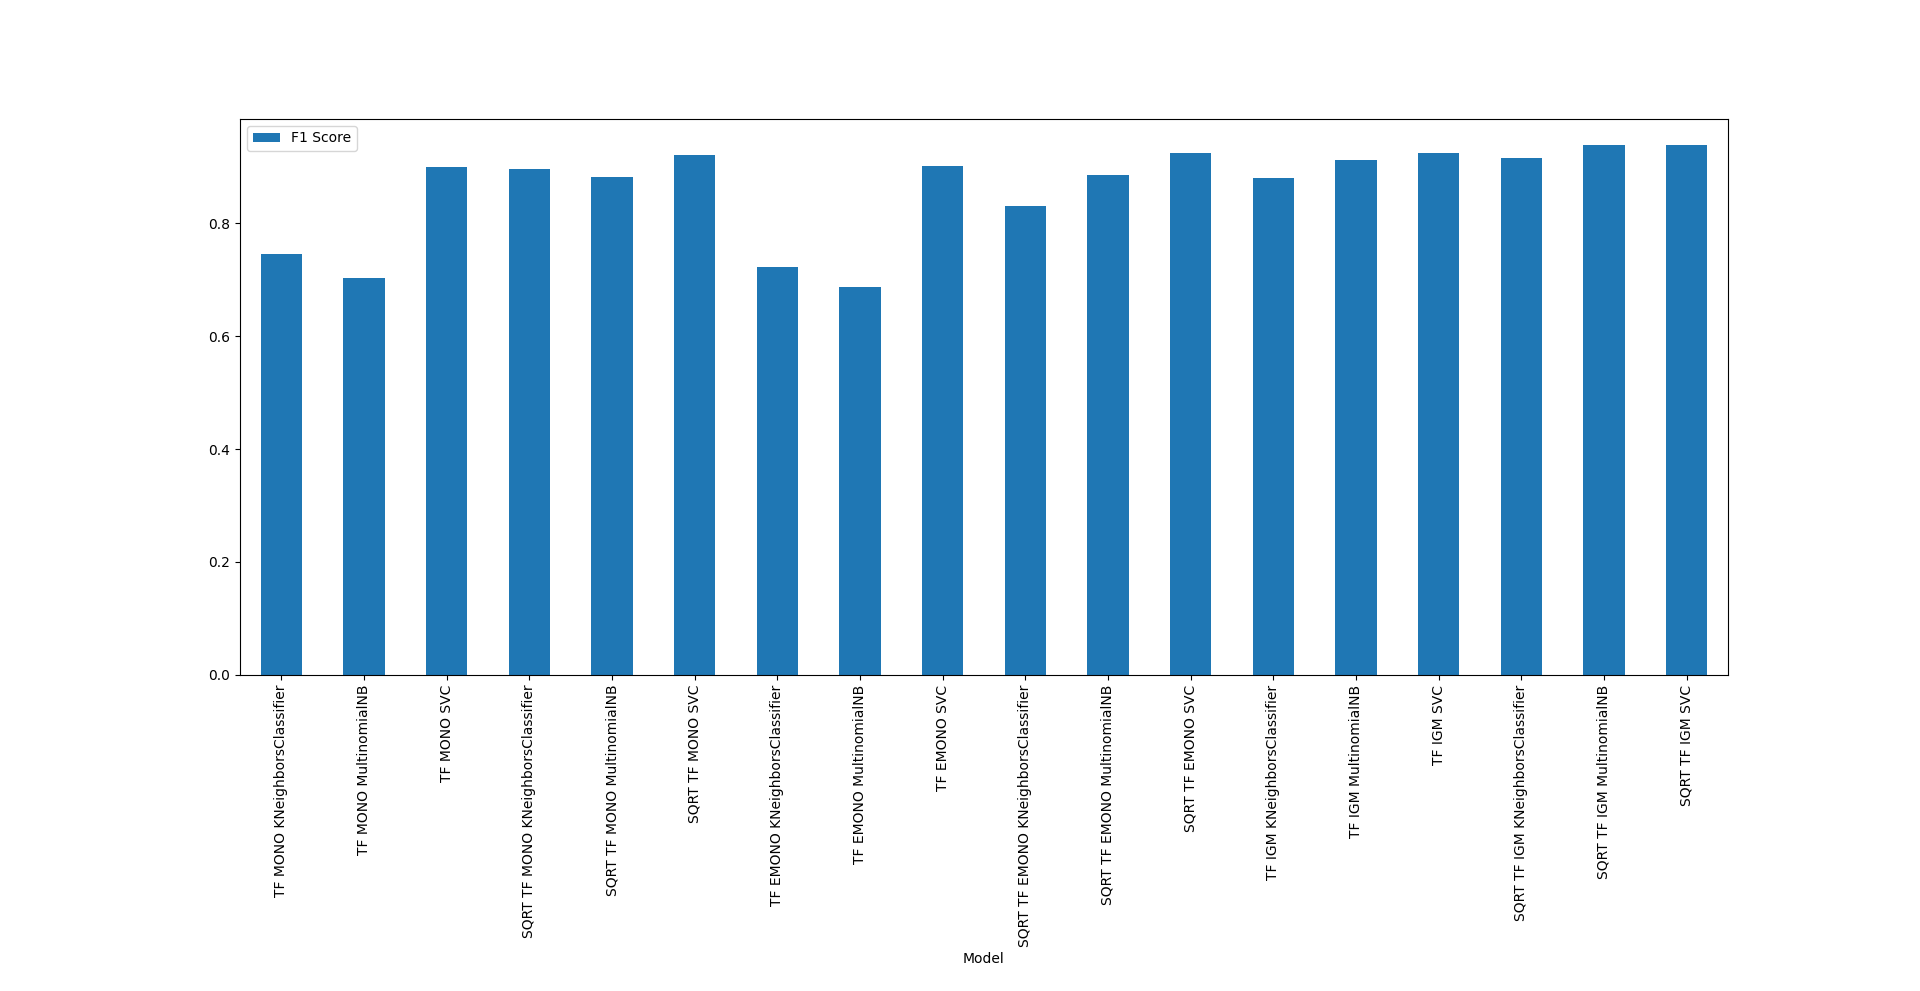 F1 Score
0.8
0.6
0.4
0.2
0.0
TF MONO KNeighborsClassifier
TF MONO MultinomialNB
TF MONO SVC
SQRT TF MONO KNeighborsClassifier
SQRT TF MONO MultinomialNB
SQRT TF MONO SVC
TF EMONO KNeighborsClassifier
TF EMONO MultinomialNB
TF EMONO SVC
SQRT TF EMONO KNeighborsClassifier
SQRT TF EMONO MultinomialNB
SQRT TF EMONO SVC
TF IGM KNeighborsClassifier
TF IGM MultinomialNB
TF IGM SVC
SQRT TF IGM KNeighborsClassifier
SQRT TF IGM MultinomialNB
SQRT TF IGM SVC
Model